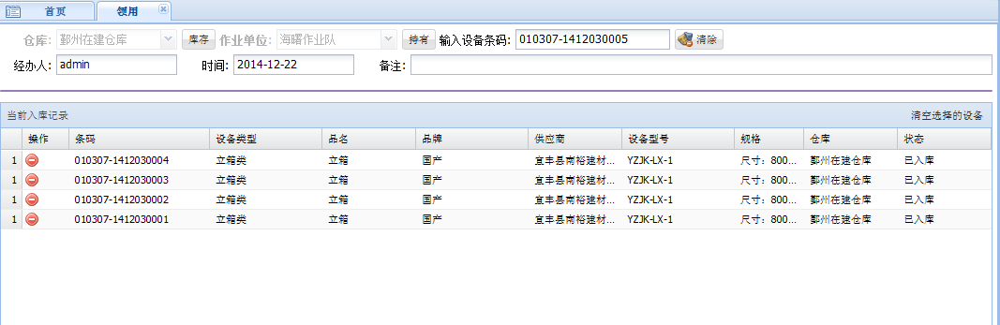 首页 领用
仓库: 鄞州在建仓库 库存 作业单位: 海曙作业队 持有 输入设备条码: 010307-1412030005 清除
经办人: admin 时间: 2014-12-22 备注:
当前入库记录 清空选择的设备
操作 条码 设备类型 品名 品牌 供应商 设备型号 规格 仓库 状态
1 010307-1412030004 立箱类 立箱 国产 宜丰县南裕建材... YZJK-LX-1 尺寸：800... 鄞州在建仓库 已入库
1 010307-1412030003 立箱类 立箱 国产 宜丰县南裕建材... YZJK-LX-1 尺寸：800... 鄞州在建仓库 已入库
1 010307-1412030002 立箱类 立箱 国产 宜丰县南裕建材... YZJK-LX-1 尺寸：800... 鄞州在建仓库 已入库
1 010307-1412030001 立箱类 立箱 国产 宜丰县南裕建材... YZJK-LX-1 尺寸：800... 鄞州在建仓库 已入库